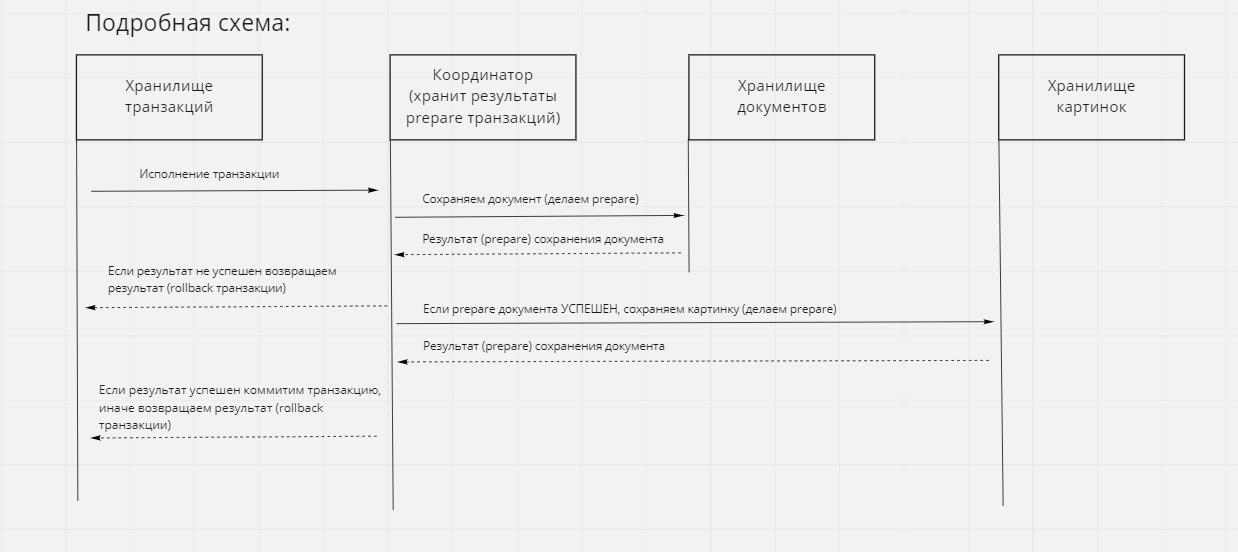 Подробная схема:
Хранилище
транзакций
Координатор
(хранит результаты
prepare транзакций)
Хранилище
документов
Хранилище
картинок
Исполнение транзакции
Сохраняем документ (делаем prepare)
Результат (prepare) сохранения документа
Если результат не успешен возвращаем
результат (rollback транзакции)
Если prepare документа УСПЕШЕН, сохраняем картинку (делаем prepare)
Результат (prepare) сохранения документа
Если результат успешен коммитим транзакцию,
иначе возвращаем результат (rollback
транзакции)